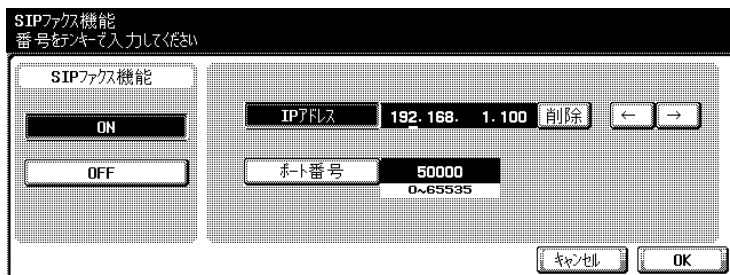 SIPファクス機能
番号をテンキーで入力してください
SIPファクス機能
ON
OFF
IPアドレス 192.168. 1.100 削除 ← →
ポート番号 50000
0~65535
キャンセル OK